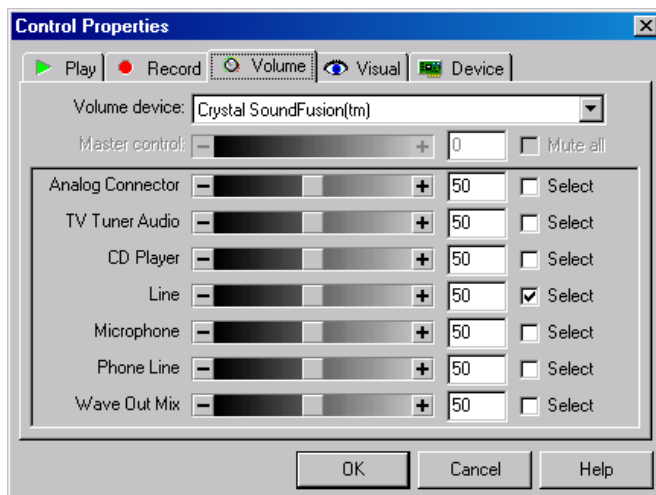 Control Properties
Play Record Volume Visual Device
Volume device: Crystal SoundFusion(tm)
Master control: 0 Mute all
Analog Connector 50 Select
TV Tuner Audio 50 Select
CD Player 50 Select
Line 50 Select
Microphone 50 Select
Phone Line 50 Select
Wave Out Mix 50 Select
OK Cancel Help